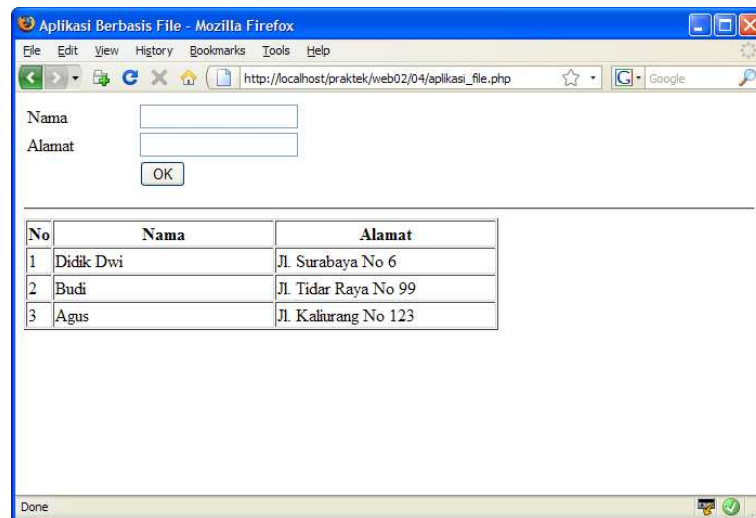 Aplikasi Berbasis File - Mozilla Firefox
File Edit View History Bookmarks Tools Help
http://localhost/praktek/web02/04/aplikasi_file.php G Google
Nama
Alamat
OK
No Nama Alamat
1 Didik Dwi Jl. Surabaya No 6
2 Budi Jl. Tidar Raya No 99
3 Agus Jl. Kaliurang No 123
Done